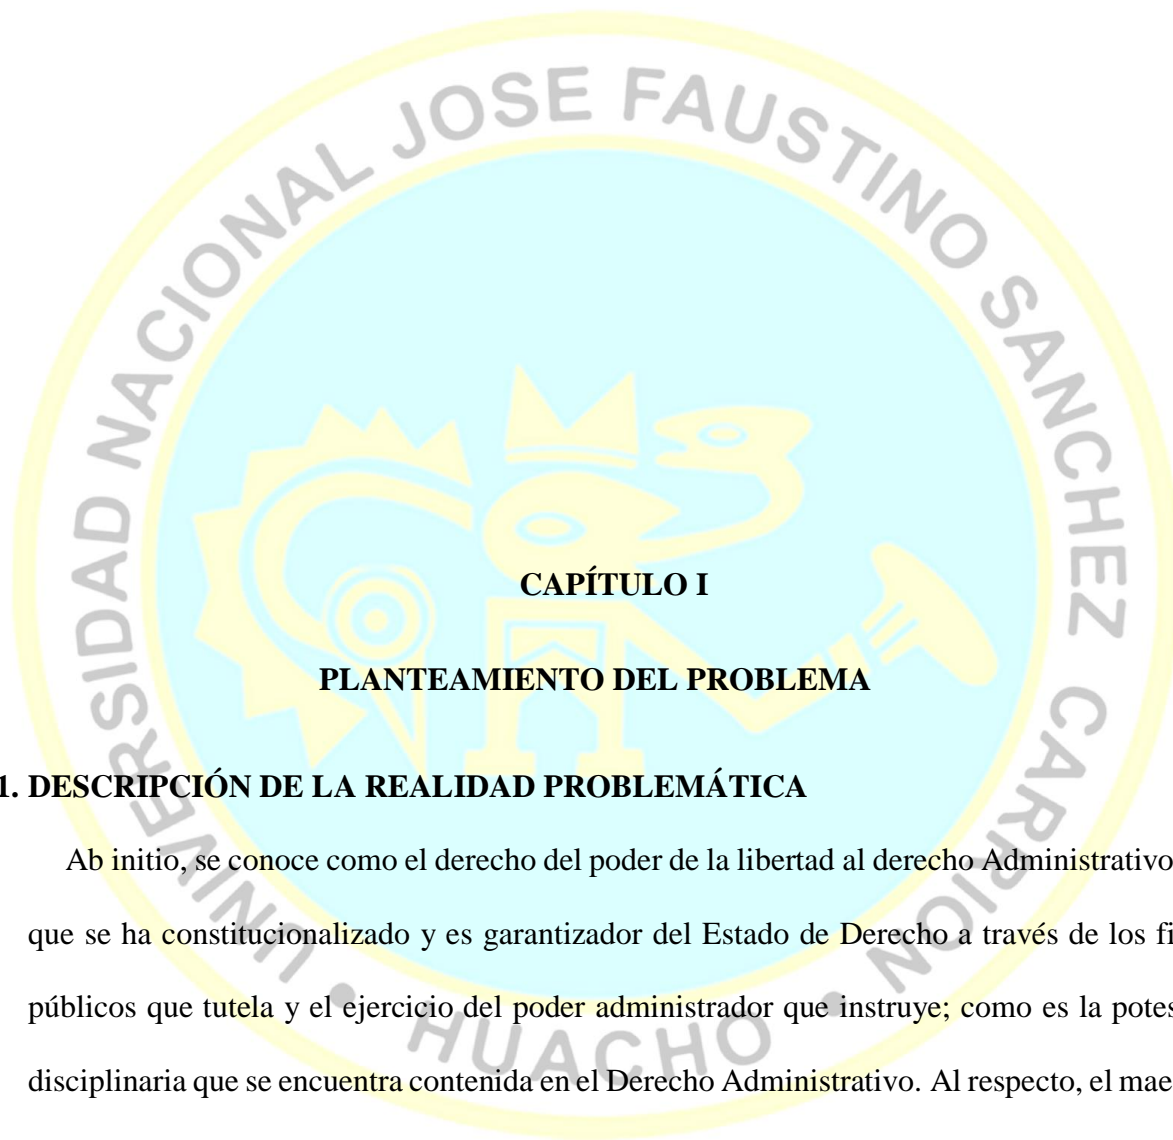 UNIVERSIDAD NACIONAL JOSE FAUSTINO SANCHEZ CARRION
• HUACHO •
CAPÍTULO I
PLANTEAMIENTO DEL PROBLEMA
1. DESCRIPCIÓN DE LA REALIDAD PROBLEMÁTICA
Ab initio, se conoce como el derecho del poder de la libertad al derecho Administrativo
que se ha constitucionalizado y es garantizador del Estado de Derecho a través de los fi
públicos que tutela y el ejercicio del poder administrador que instruye; como es la potes
disciplinaria que se encuentra contenida en el Derecho Administrativo. Al respecto, el mae